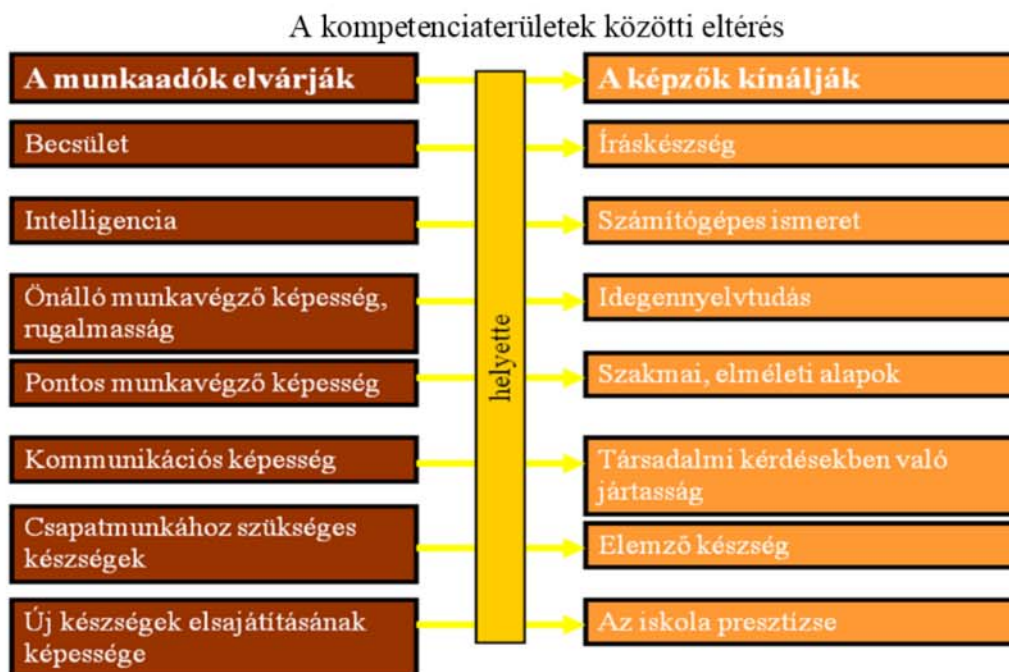 A kompetenciaterületek közötti eltérés
A munkaadók elvárják
A képzők kínálják
Becsület
Íráskészség
Intelligencia
Számítógépes ismeret
Önálló munkavégző képesség,
rugalmasság
Idegennyelvtudás
Pontos munkavégző képesség
Szakmai, elméleti alapok
helyette
Kommunikációs képesség
Társadalmi kérdésekben való
jártasság
Csapatmunkához szükséges
készségek
Elemző készség
Új készségek elsajátításának
képessége
Az iskola presztízse